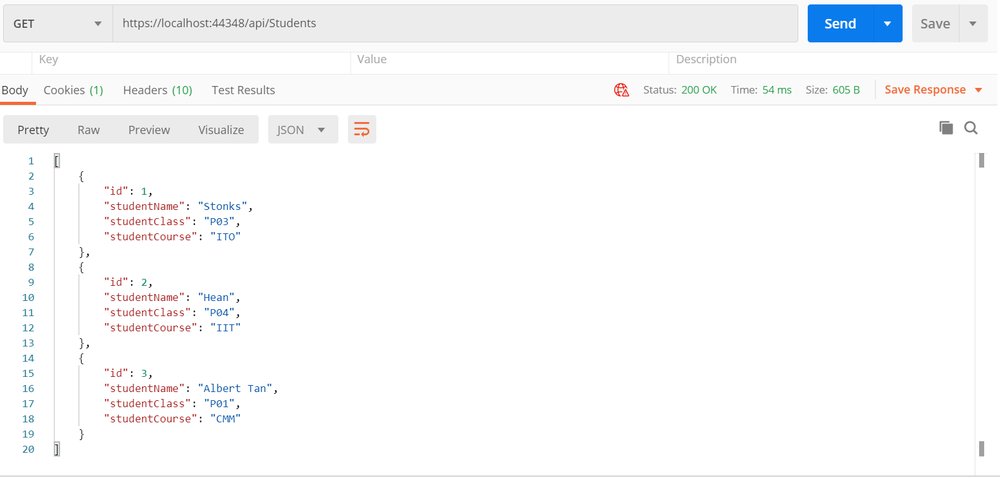 GET https://localhost:44348/api/Students Send Save
Key Value Description
Body Cookies (1) Headers (10) Test Results Status: 200 OK Time: 54 ms Size: 605 B Save Response
Pretty Raw Preview Visualize JSON
1 [
2 {
3 "id": 1,
4 "studentName": "Stonks",
5 "studentClass": "P03",
6 "studentCourse": "ITO"
7 },
8 {
9 "id": 2,
10 "studentName": "Hean",
11 "studentClass": "P04",
12 "studentCourse": "IIT"
13 },
14 {
15 "id": 3,
16 "studentName": "Albert Tan",
17 "studentClass": "P01",
18 "studentCourse": "CMM"
19 }
20 ]